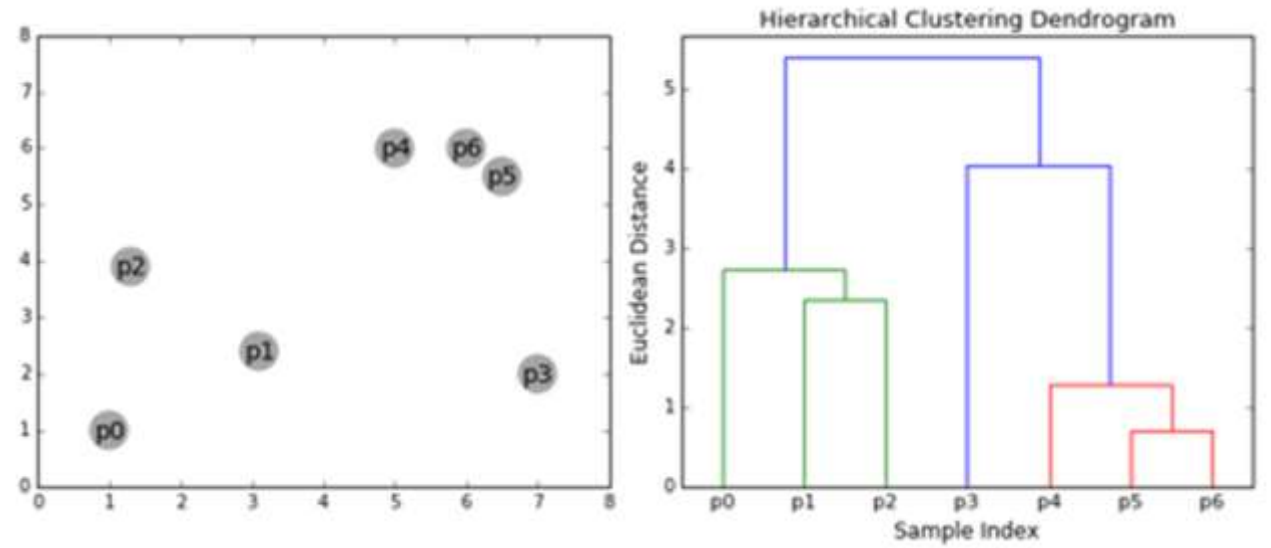 8
7
6
5
4
3
2
1
0
p4
p6
p5
p2
p1
p3
p0
0 1 2 3 4 5 6 7 8
Hierarchical Clustering Dendrogram
Euclidean Distance
5
4
3
2
1
0
p0 p1 p2 p3 p4 p5 p6
Sample Index